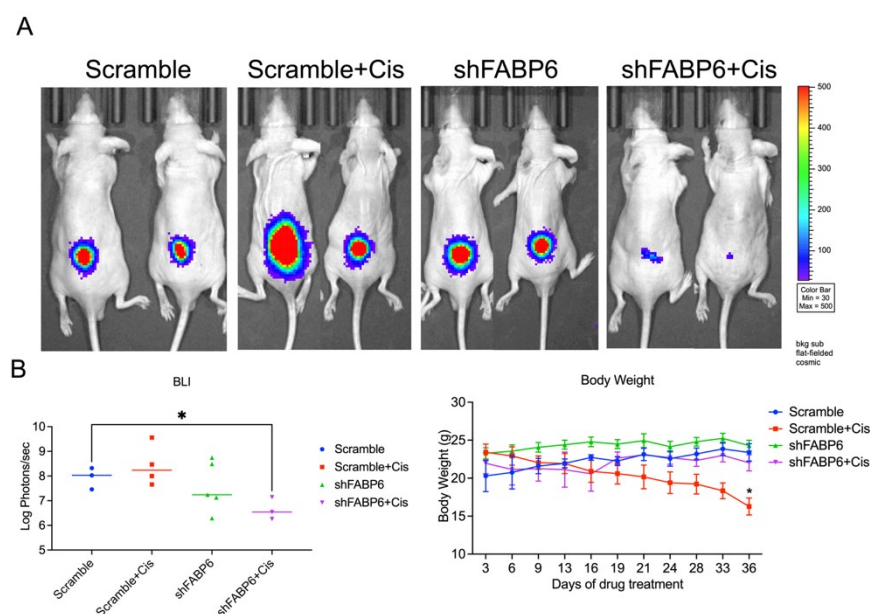 A
Scramble
Scramble+Cis
shFABP6
shFABP6+Cis
500
400
300
200
100
Color Bar
Min = 30
Max = 500
bkg sub
flat-fielded
cosmic
B
BLI
Log Photons/sec
10
9
8
7
6
5
*
Scramble
Scramble+Cis
shFABP6
shFABP6+Cis
Scramble
Scramble+Cis
shFABP6
shFABP6+Cis
Body Weight
Body Weight (g)
30
25
20
15
10
*
3 6 9 13 16 19 21 24 28 33 36
Days of drug treatment
Scramble
Scramble+Cis
shFABP6
shFABP6+Cis